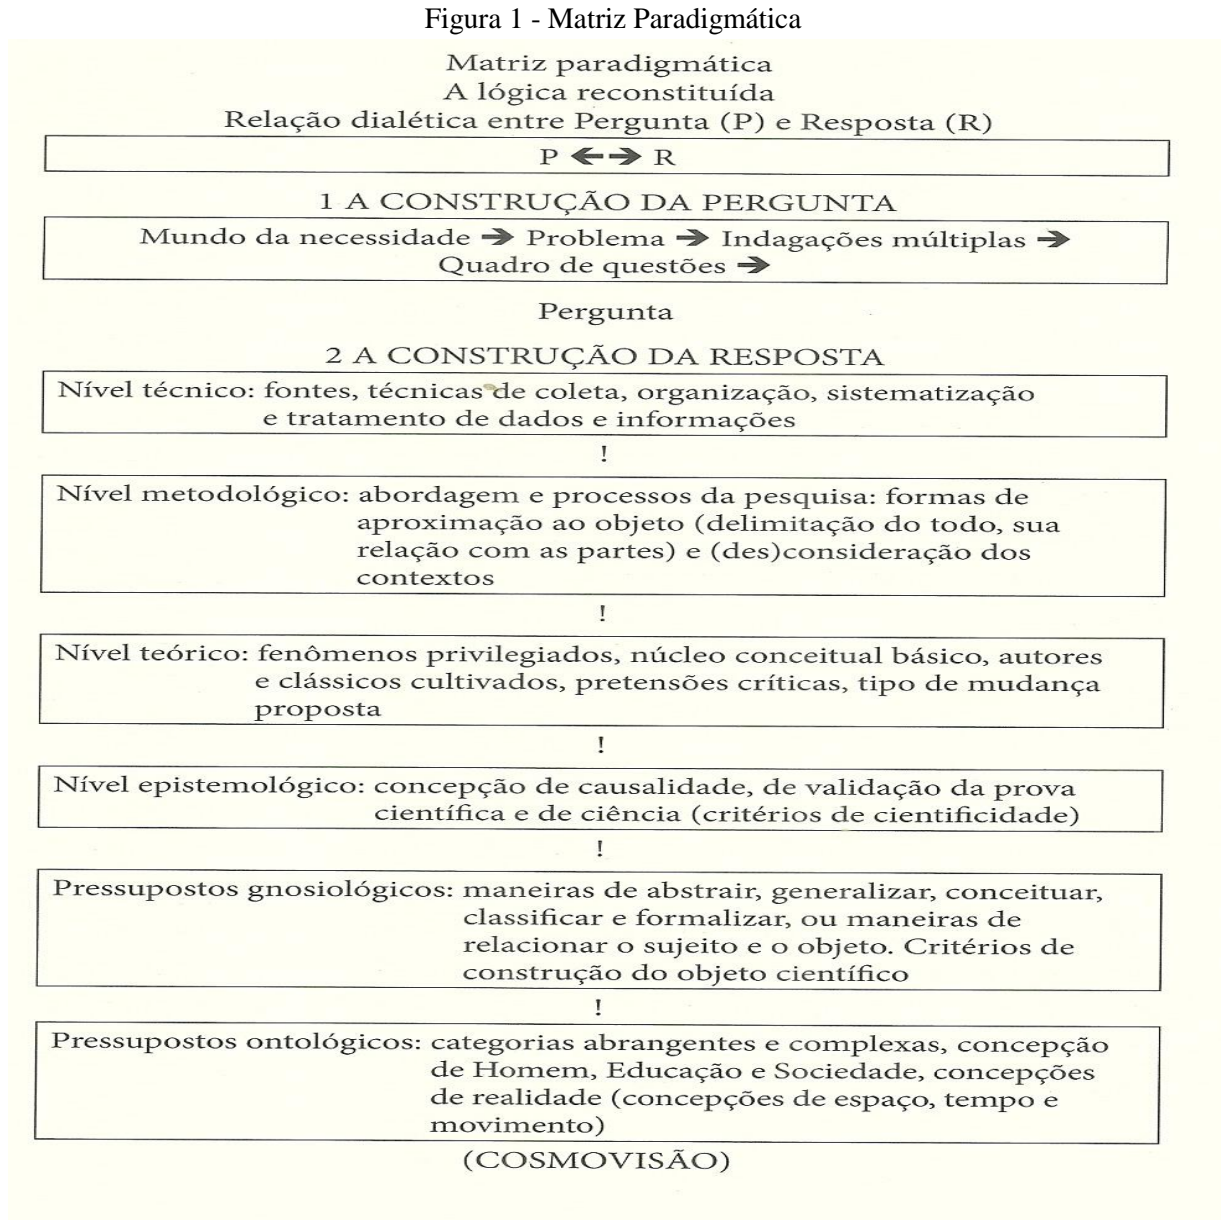 Figura 1 - Matriz Paradigmática
Matriz paradigmática
A lógica reconstituída
Relação dialética entre Pergunta (P) e Resposta (R)
P ←→ R
1 A CONSTRUÇÃO DA PERGUNTA
Mundo da necessidade → Problema → Indagações múltiplas →
Quadro de questões →
Pergunta
2 A CONSTRUÇÃO DA RESPOSTA
Nível técnico: fontes, técnicas de coleta, organização, sistematização
e tratamento de dados e informações
!
Nível metodológico: abordagem e processos da pesquisa: formas de
aproximação ao objeto (delimitação do todo, sua
relação com as partes) e (des)consideração dos
contextos
!
Nível teórico: fenômenos privilegiados, núcleo conceitual básico, autores
e clássicos cultivados, pretensões críticas, tipo de mudança
proposta
!
Nível epistemológico: concepção de causalidade, de validação da prova
científica e de ciência (critérios de cientificidade)
!
Pressupostos gnosiológicos: maneiras de abstrair, generalizar, conceituar,
classificar e formalizar, ou maneiras de
relacionar o sujeito e o objeto. Critérios de
construção do objeto científico
!
Pressupostos ontológicos: categorias abrangentes e complexas, concepção
de Homem, Educação e Sociedade, concepções
de realidade (concepções de espaço, tempo e
movimento)
(COSMOVISÃO)